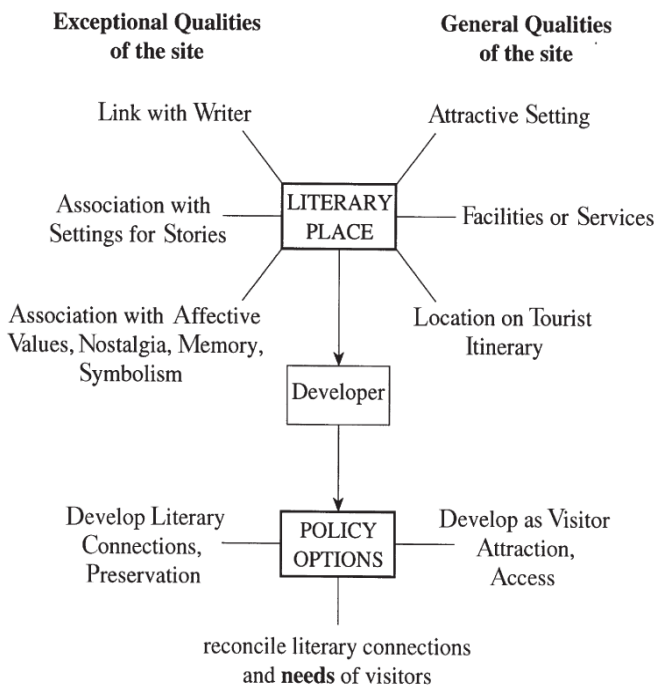 Exceptional Qualities
of the site
General Qualities
of the site
Link with Writer
Attractive Setting
Association with
Settings for Stories
LITERARY
PLACE
Facilities or Services
Association with Affective
Values, Nostalgia, Memory,
Symbolism
Location on Tourist
Itinerary
Developer
Develop Literary
Connections,
Preservation
POLICY
OPTIONS
Develop as Visitor
Attraction,
Access
reconcile literary connections
and needs of visitors